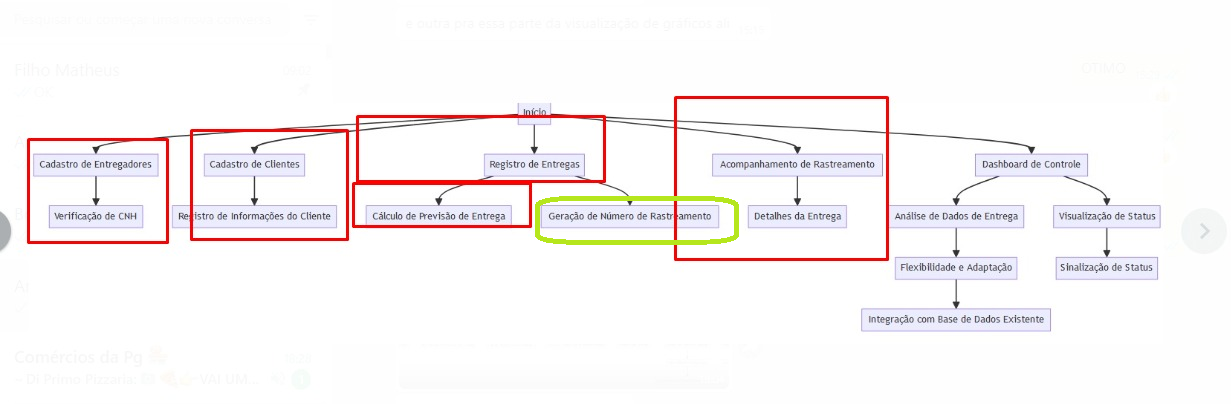 Pesquisar ou começar uma nova conversa
e outra pra essa parte da visualização de gráficos ali
Filho Matheus
ÓTIMO
Início
Cadastro de Entregadores
Cadastro de Clientes
Registro de Entregas
Acompanhamento de Rastreamento
Dashboard de Controle
Verificação de CNH
Registro de Informações do Cliente
Cálculo de Previsão de Entrega
Geração de Número de Rastreamento
Detalhes da Entrega
Análise de Dados de Entrega
Visualização de Status
Flexibilidade e Adaptação
Sinalização de Status
Integração com Base de Dados Existente
Comércios da Pg
~ Di Primo Pizzaria: VAI UM...